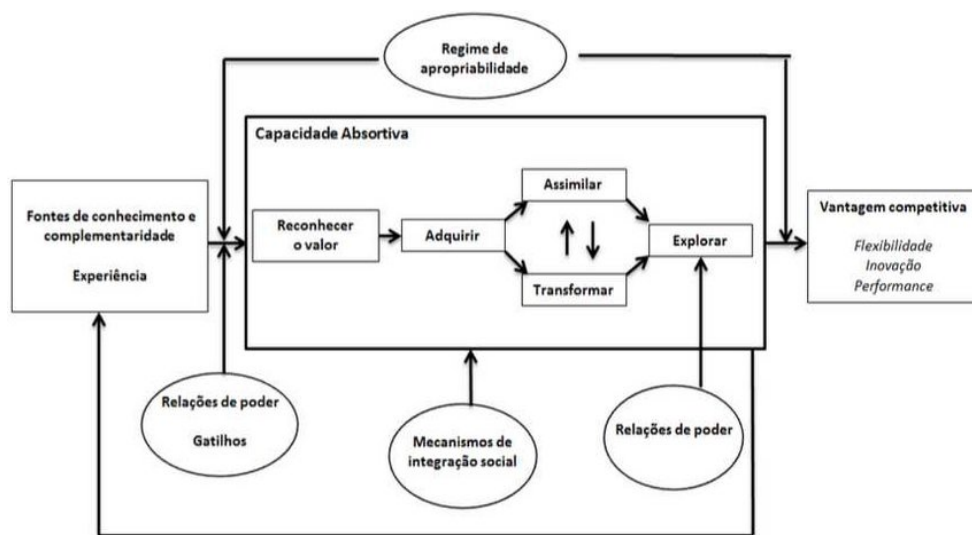 Regime de
apropriabilidade
Capacidade Absortiva
Fontes de conhecimento e
complementaridade
Experiência
Reconhecer
o valor
Adquirir
Assimilar
Transformar
Explorar
Vantagem competitiva
Flexibilidade
Inovação
Performance
Relações de poder
Gatilhos
Mecanismos de
integração social
Relações de poder